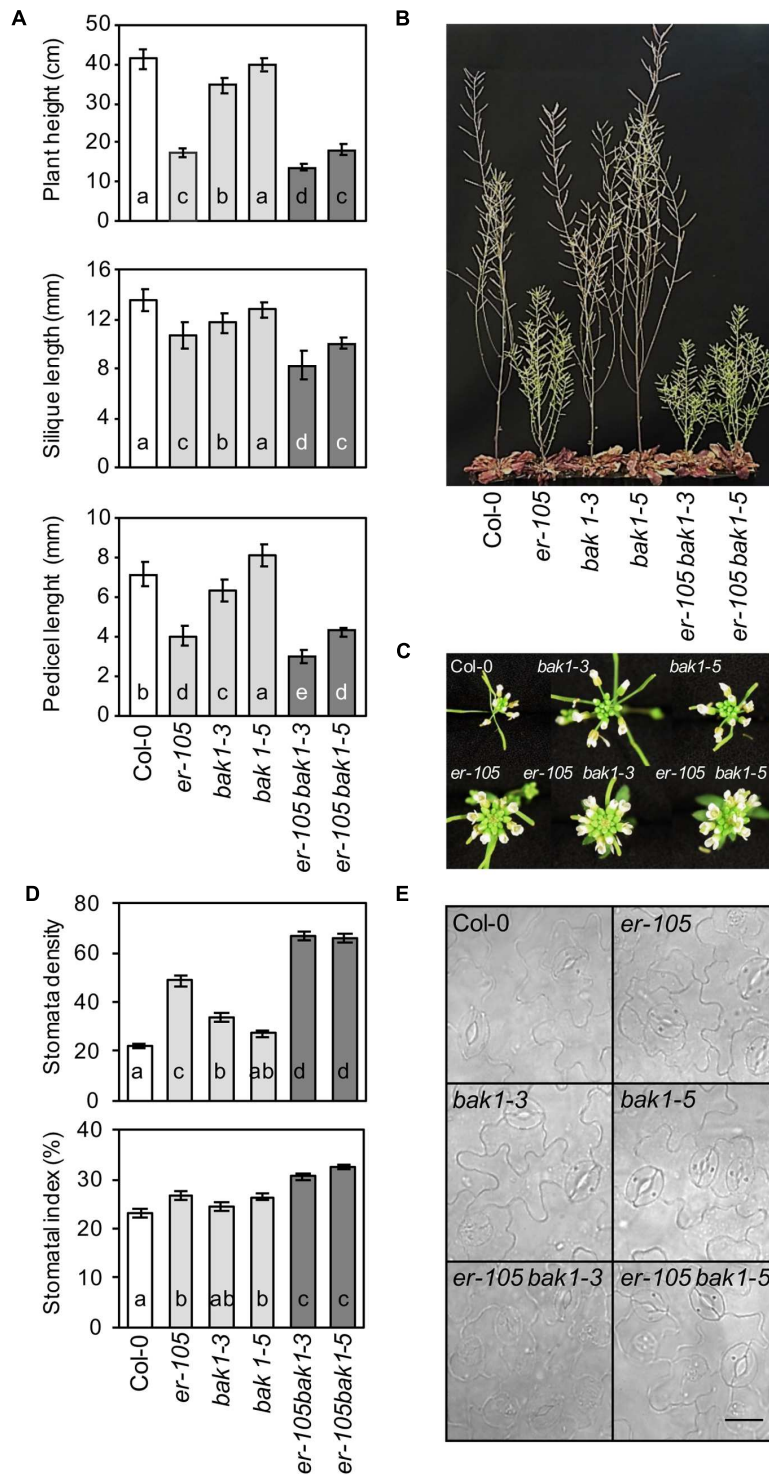 A
Plant height (cm)
50
40
30
20
10
0
a
c
b
a
d
c
Silique length (mm)
16
12
8
4
0
a
c
b
a
d
c
Pedicel lenght (mm)
8
6
4
2
0
b
d
c
a
e
d
Col-0
er-105
bak1-3
bak 1-5
er-105 bak1-3
er-105 bak1-5
B
Col-0
er-105
bak 1-3
bak1-5
er-105 bak1-3
er-105 bak1-5
C
Col-0
bak1-3
bak1-5
er-105
er-105 bak1-3
er-105 bak1-5
D
Stomata density
80
60
40
20
0
a
c
b
ab
d
d
Stomatal index (%)
40
30
20
10
0
a
b
ab
b
c
c
Col-0
er-105
bak1-3
bak 1-5
er-105bak1-3
er-105bak1-5
E
Col-0
er-105
bak1-3
bak1-5
er-105 bak1-3
er-105 bak1-5